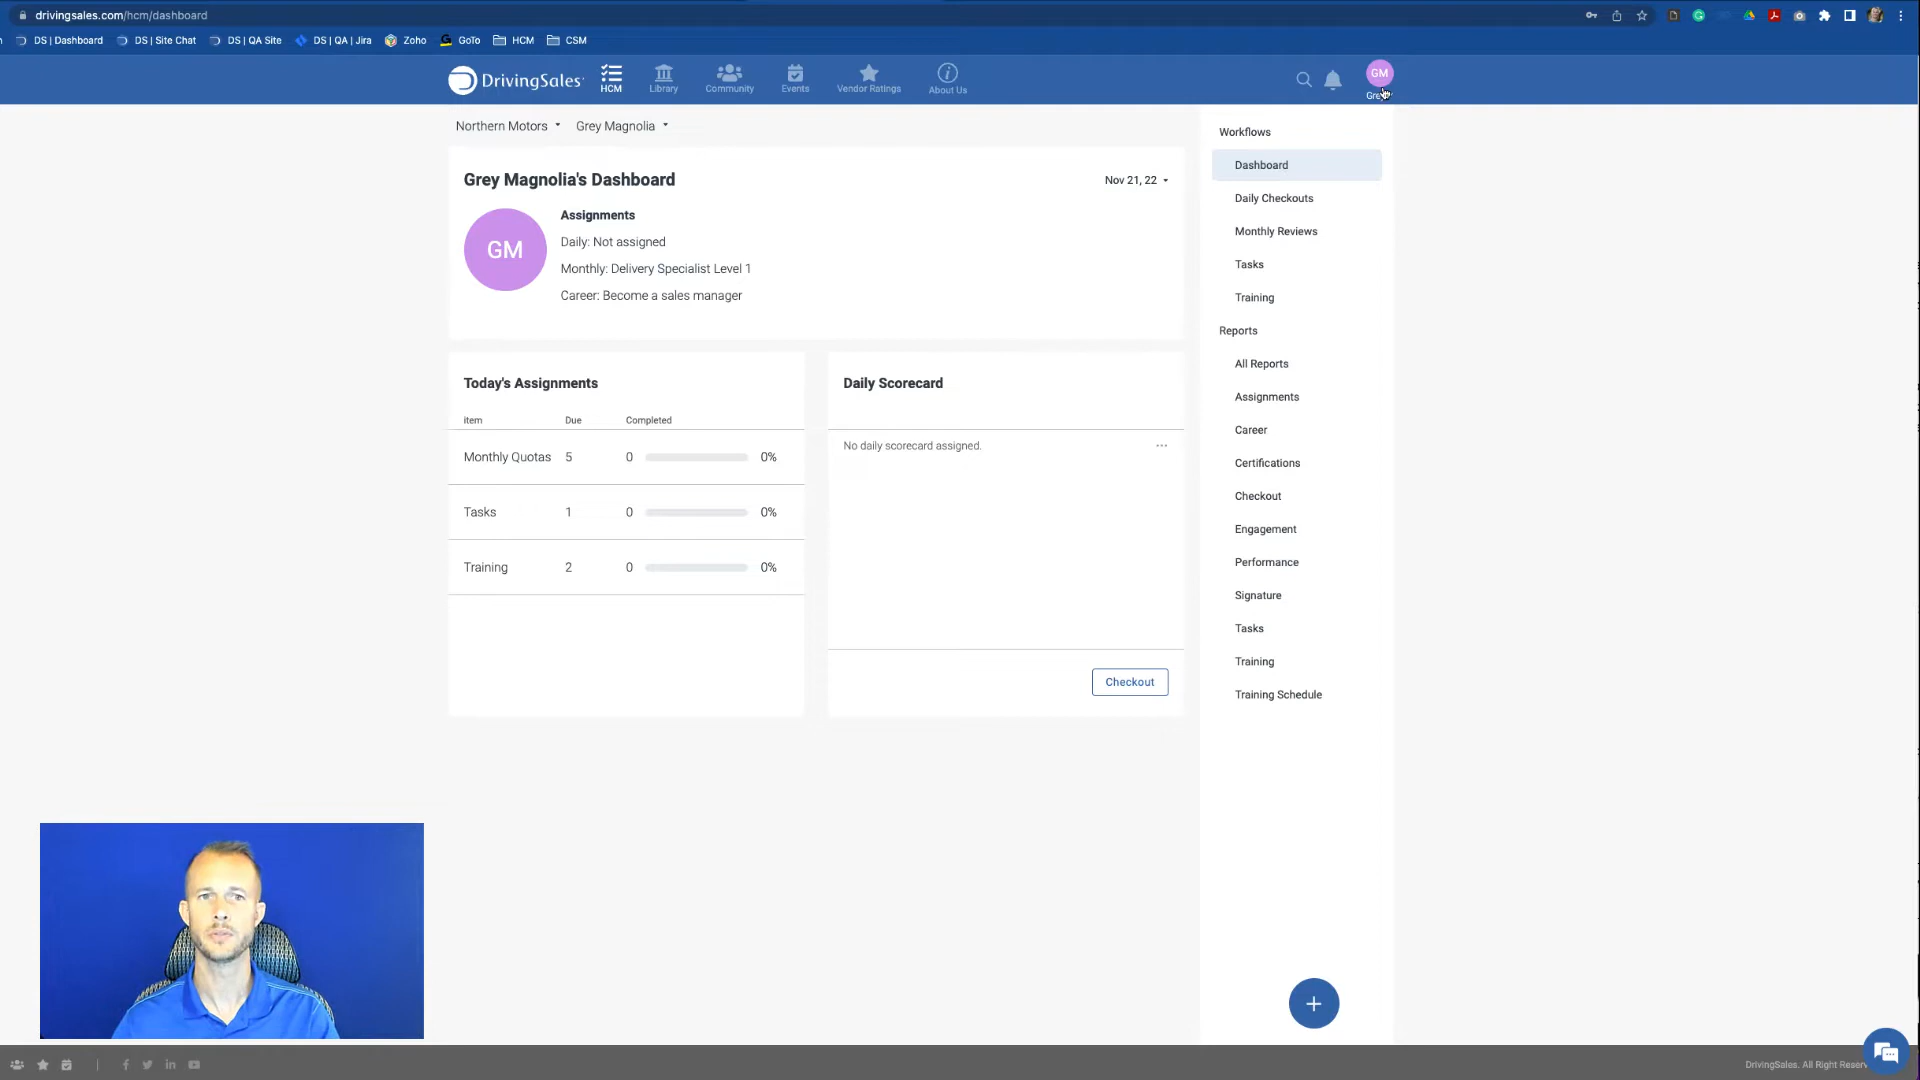 drivingsales.com/hcm/dashboard
DS | Dashboard
DS | Site Chat
DS | QA Site
DS | QA | Jira
Zoho
GoTo
HCM
CSM
DrivingSales
HCM
Library
Community
Events
Vendor Ratings
About Us
GM
Northern Motors
Grey Magnolia
Grey Magnolia's Dashboard
Nov 21, 22
GM
Assignments
Daily: Not assigned
Monthly: Delivery Specialist Level 1
Career: Become a sales manager
Today's Assignments
item Due Completed
Monthly Quotas 5 0 0%
Tasks 1 0 0%
Training 2 0 0%
Daily Scorecard
No daily scorecard assigned.
Checkout
Workflows
Dashboard
Daily Checkouts
Monthly Reviews
Tasks
Training
Reports
All Reports
Assignments
Career
Certifications
Checkout
Engagement
Performance
Signature
Tasks
Training
Training Schedule
DrivingSales. All Right